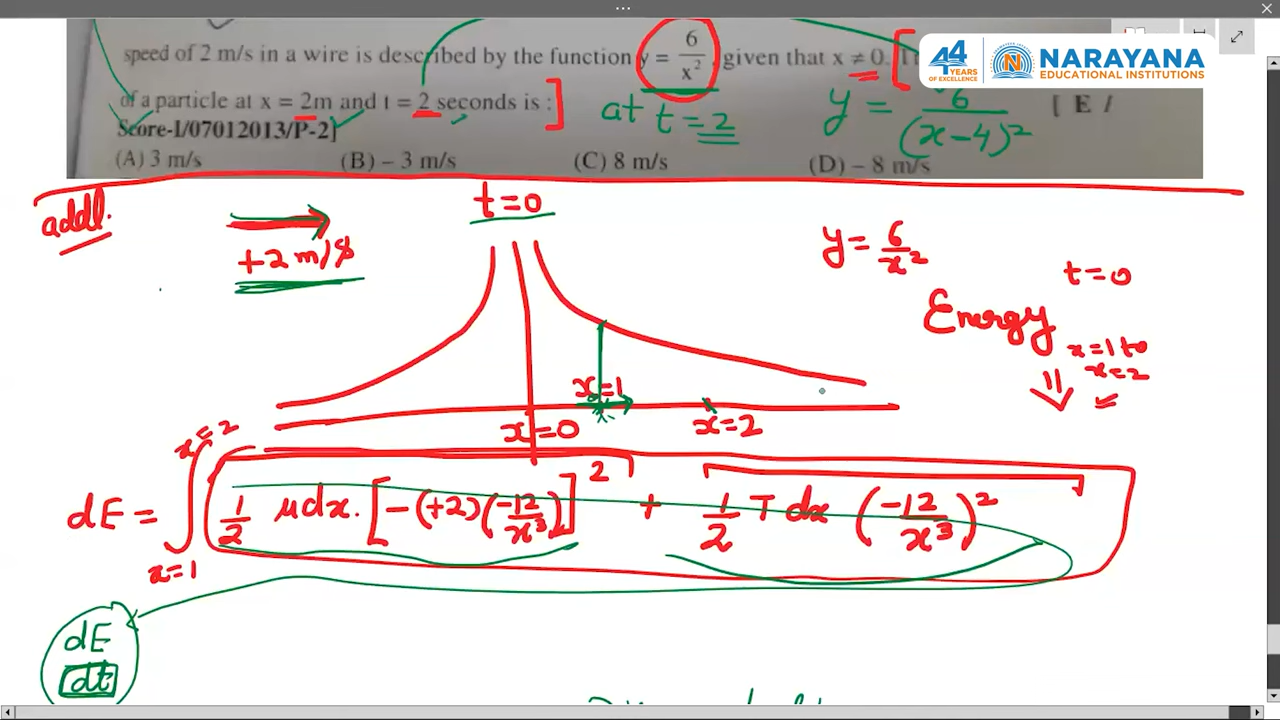 speed of 2 m/s in a wire is described by the function y = 6/x², given that x ≠ 0.
44 YEARS OF EXCELLENCE
NARAYANA
EDUCATIONAL INSTITUTIONS
of a particle at x = 2m and t = 2 seconds is : ]
at t = 2
y = 6/(x-4)²
[ E /
Score-I/07012013/P-2]
(A) 3 m/s (B) – 3 m/s (C) 8 m/s (D) – 8 m/s
addl.
t=0
+2 m/s
y = 6/x²
t=0
Energy
x=1 to
x=2
x=1
x=0
x=2
dE = ∫ x=1 x=2 1/2 μdx. [-(+2)(-12/x³)]² + 1/2 T dx (-12/x³)²
dE
dt